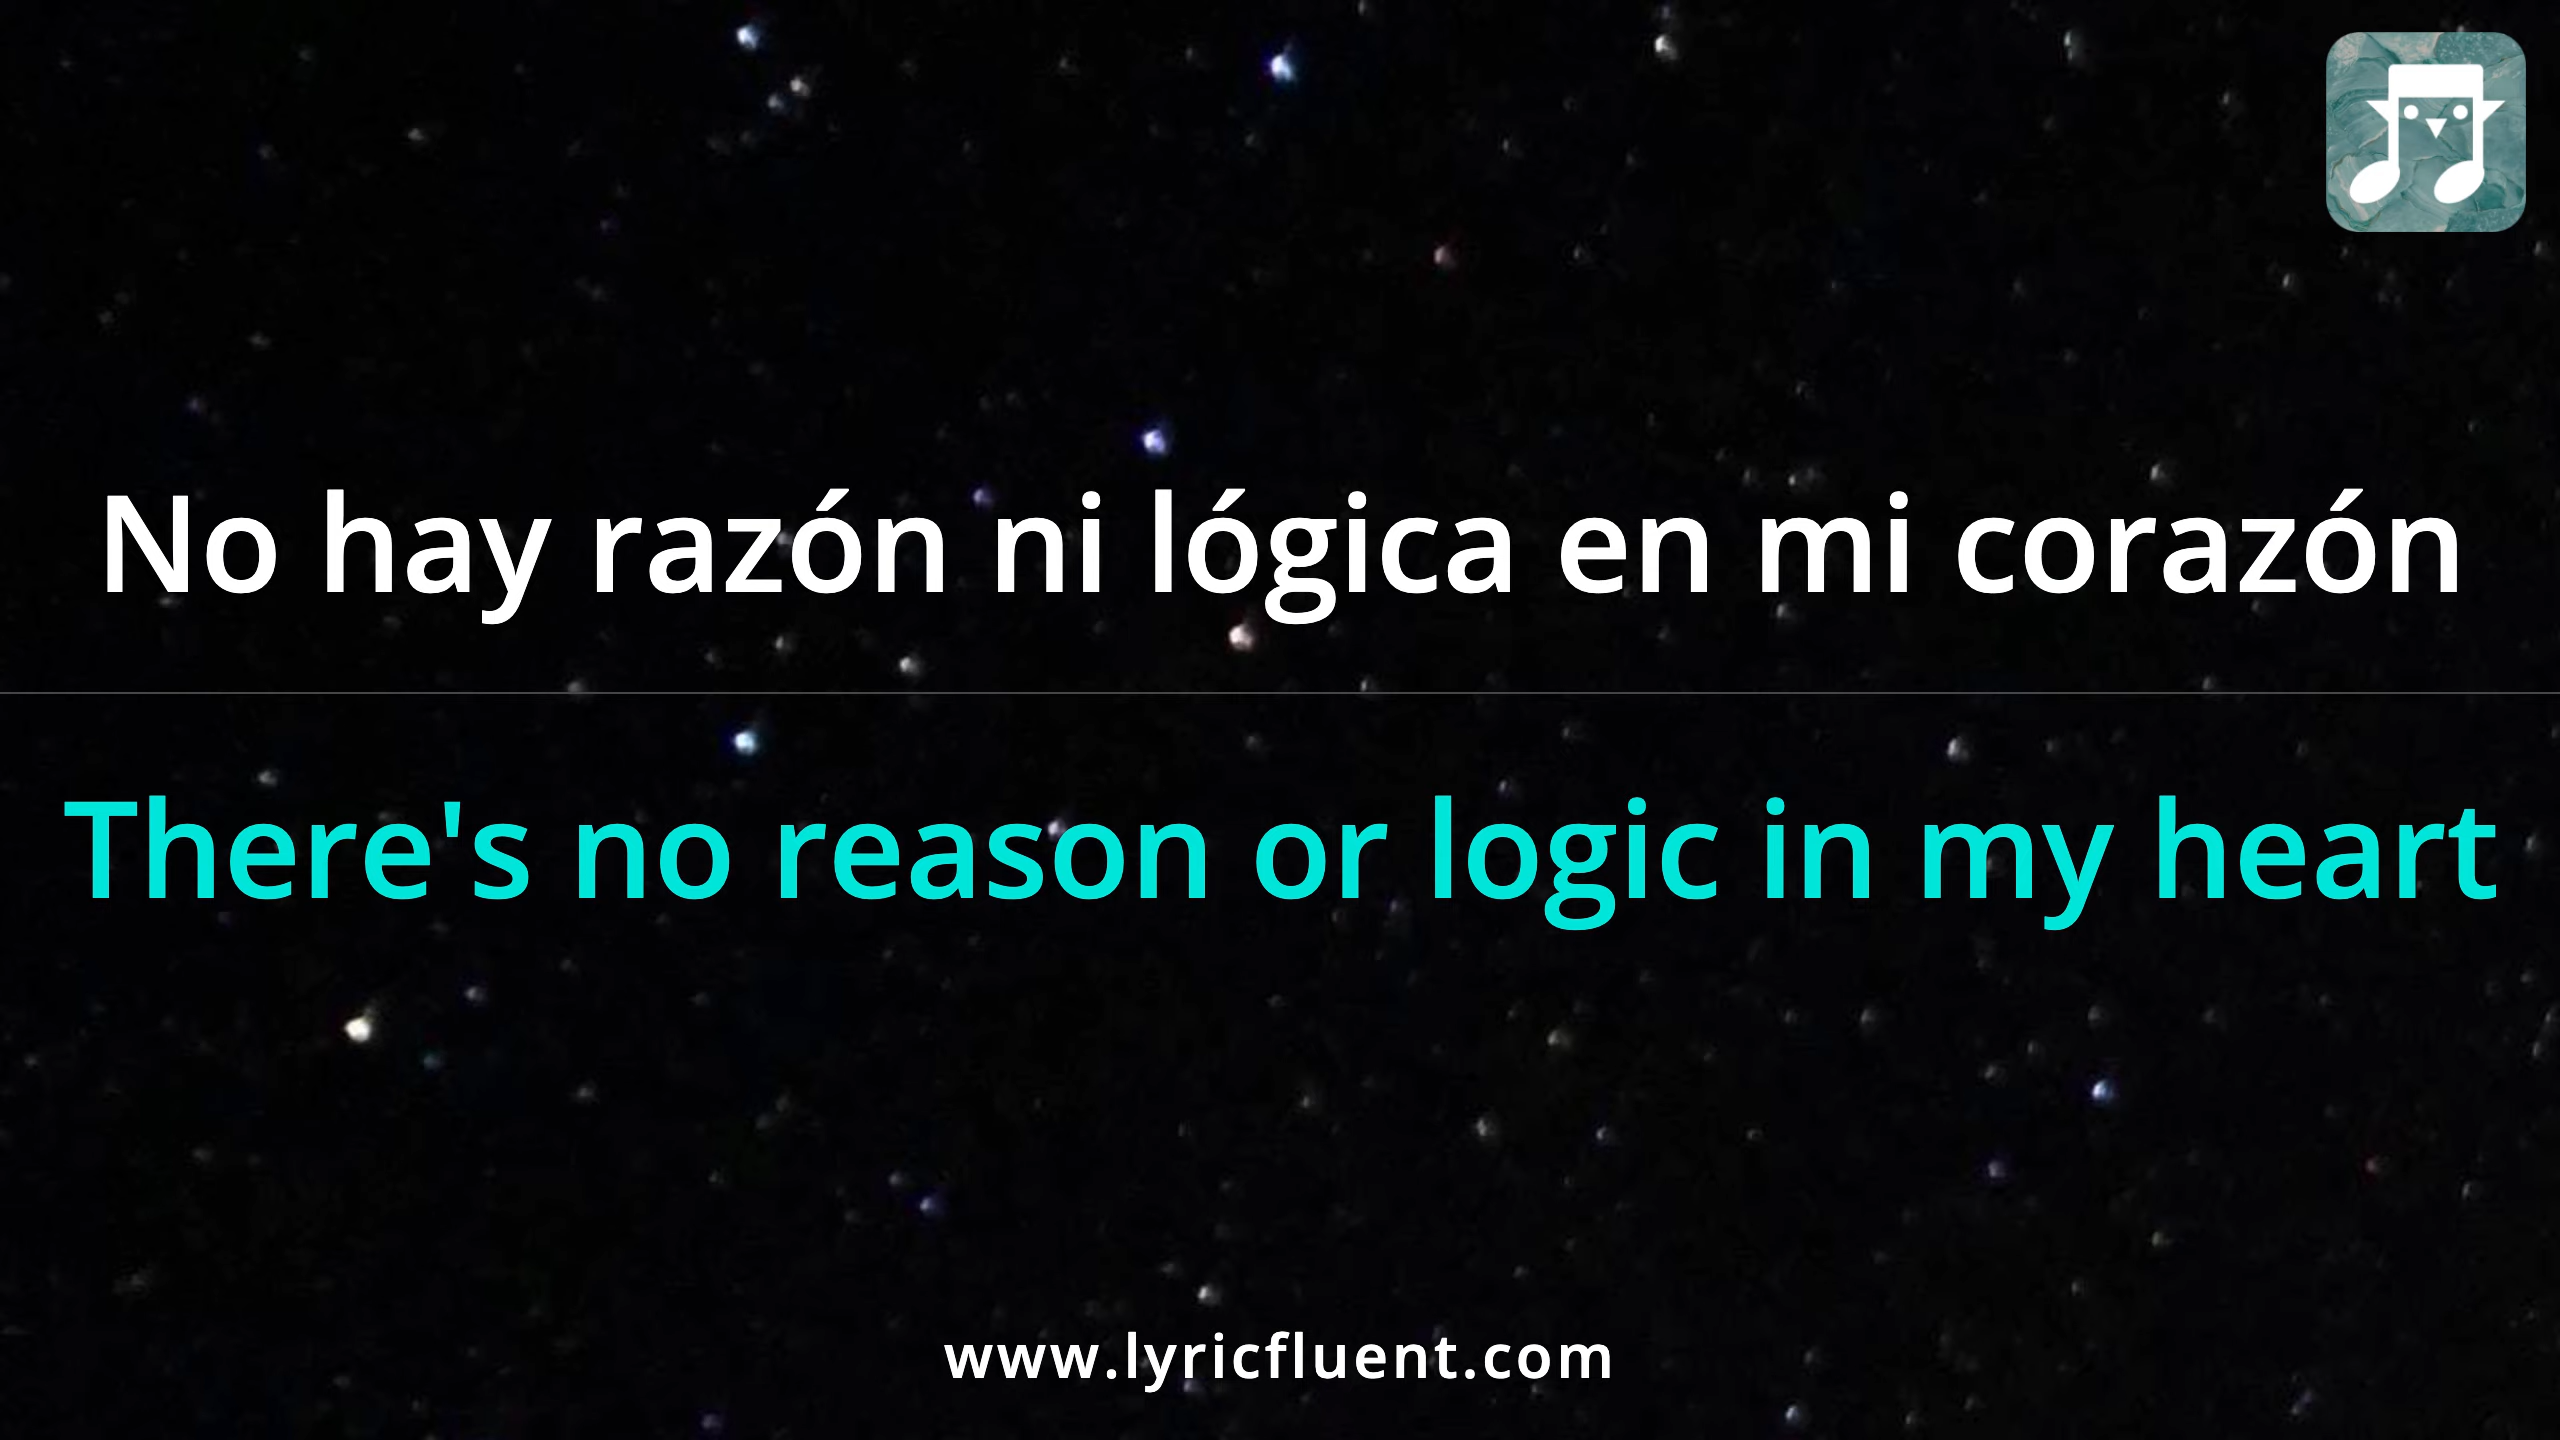 No hay razón ni lógica en mi corazón
There's no reason or logic in my heart
www.lyricfluent.com